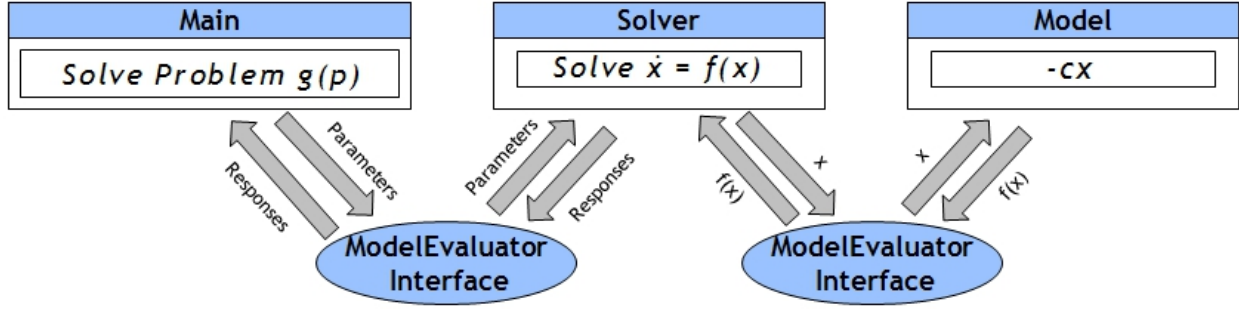 Main
Solve Problem g(p)
Solver
Solve ẋ = f(x)
Model
-cx
Parameters
Responses
Parameters
Responses
x
f(x)
x
f(x)
ModelEvaluator
Interface
ModelEvaluator
Interface